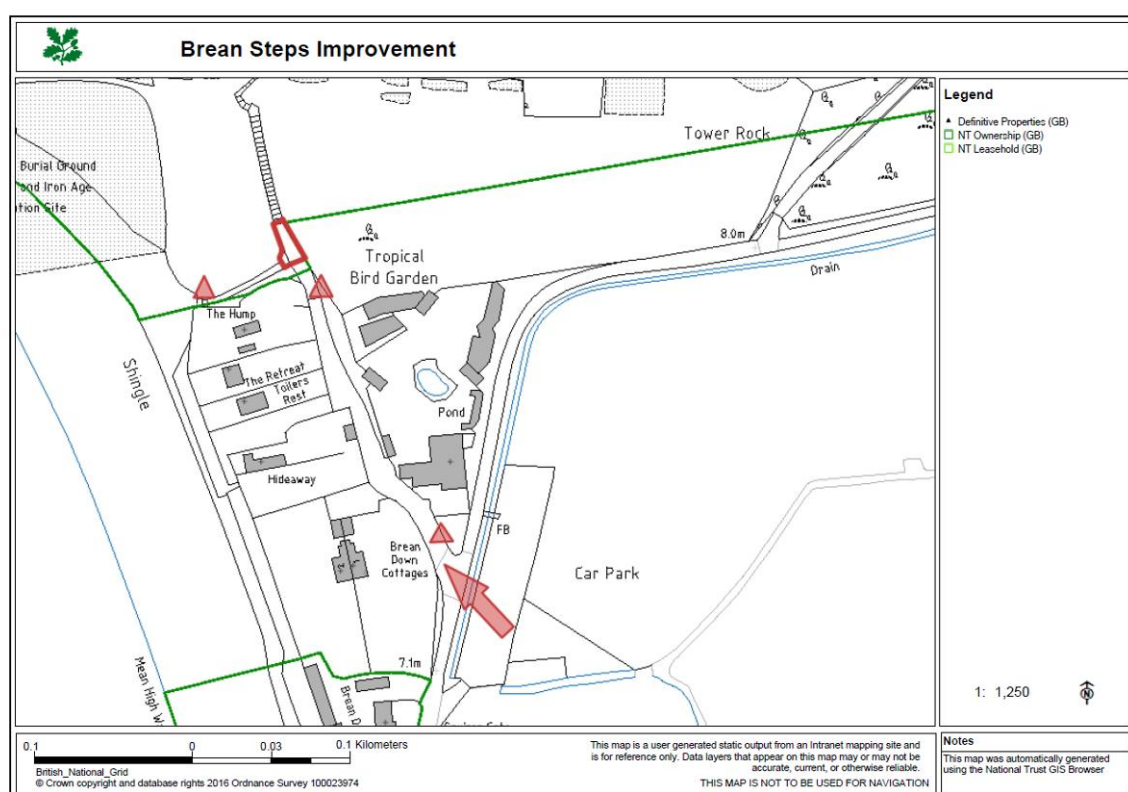 Brean Steps Improvement
Tower Rock
Burial Ground
and Iron Age
tion Site
8.0m
Tropical
Bird Garden
Drain
The Hump
Shingle
The Retreat
Toilers
Rest
Pond
Hideaway
FB
Brean
Down
Cottages
2
1
Car Park
7.1m
Mean High W
Brean D
Legend
Definitive Properties (GB)
NT Ownership (GB)
NT Leasehold (GB)
1: 1,250
N
0.1
0
0.03
0.1 Kilometers
British_National_Grid
© Crown copyright and database rights 2016 Ordnance Survey 100023974
This map is a user generated static output from an Intranet mapping site and
is for reference only. Data layers that appear on this map may or may not be
accurate, current, or otherwise reliable.
THIS MAP IS NOT TO BE USED FOR NAVIGATION
Notes
This map was automatically generated
using the National Trust GIS Browser